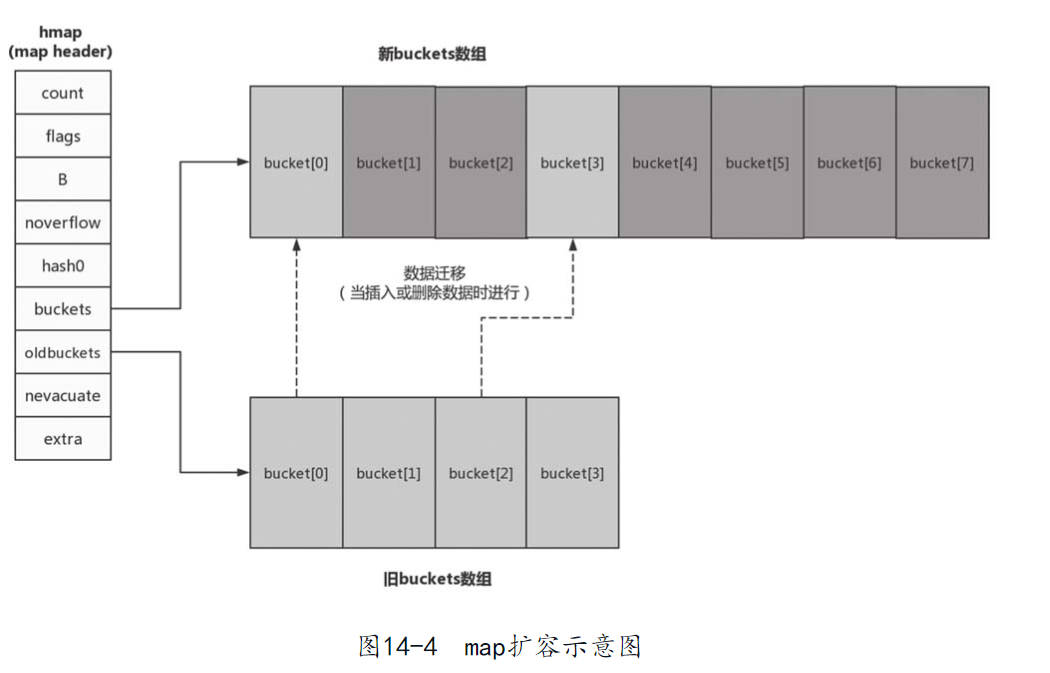 hmap
(map header)
count
flags
B
noverflow
hash0
buckets
oldbuckets
nevacuate
extra
新buckets数组
bucket[0]
bucket[1]
bucket[2]
bucket[3]
bucket[4]
bucket[5]
bucket[6]
bucket[7]
数据迁移
（当插入或删除数据时进行）
bucket[0]
bucket[1]
bucket[2]
bucket[3]
旧buckets数组
图14-4 map扩容示意图